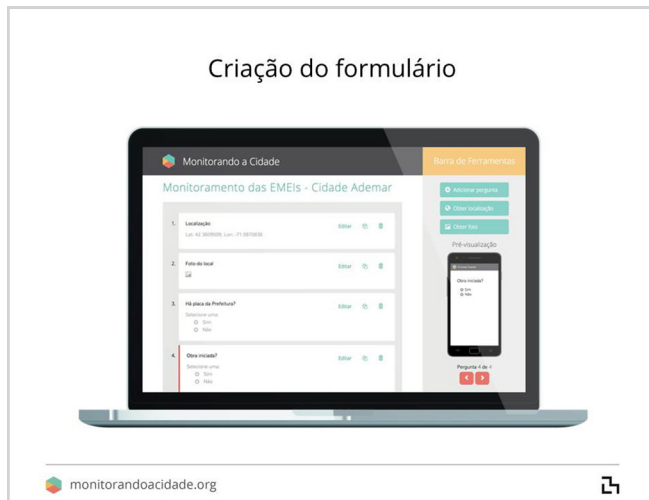 Criação do formulário
Monitorando a Cidade
Barra de Ferramentas
Monitoramento das EMEIs - Cidade Ademar
Adicionar pergunta
Obter localização
Obter foto
Pré-visualização
1. Localização
Editar
2. Foto do local
Editar
3. Há placa da Prefeitura?
Editar
Selecione uma:
Sim
Não
4. Obra iniciada?
Editar
Selecione uma:
Sim
Não
Obra iniciada?
Sim
Não
Pergunta 4 de 4
monitorandoacidade.org